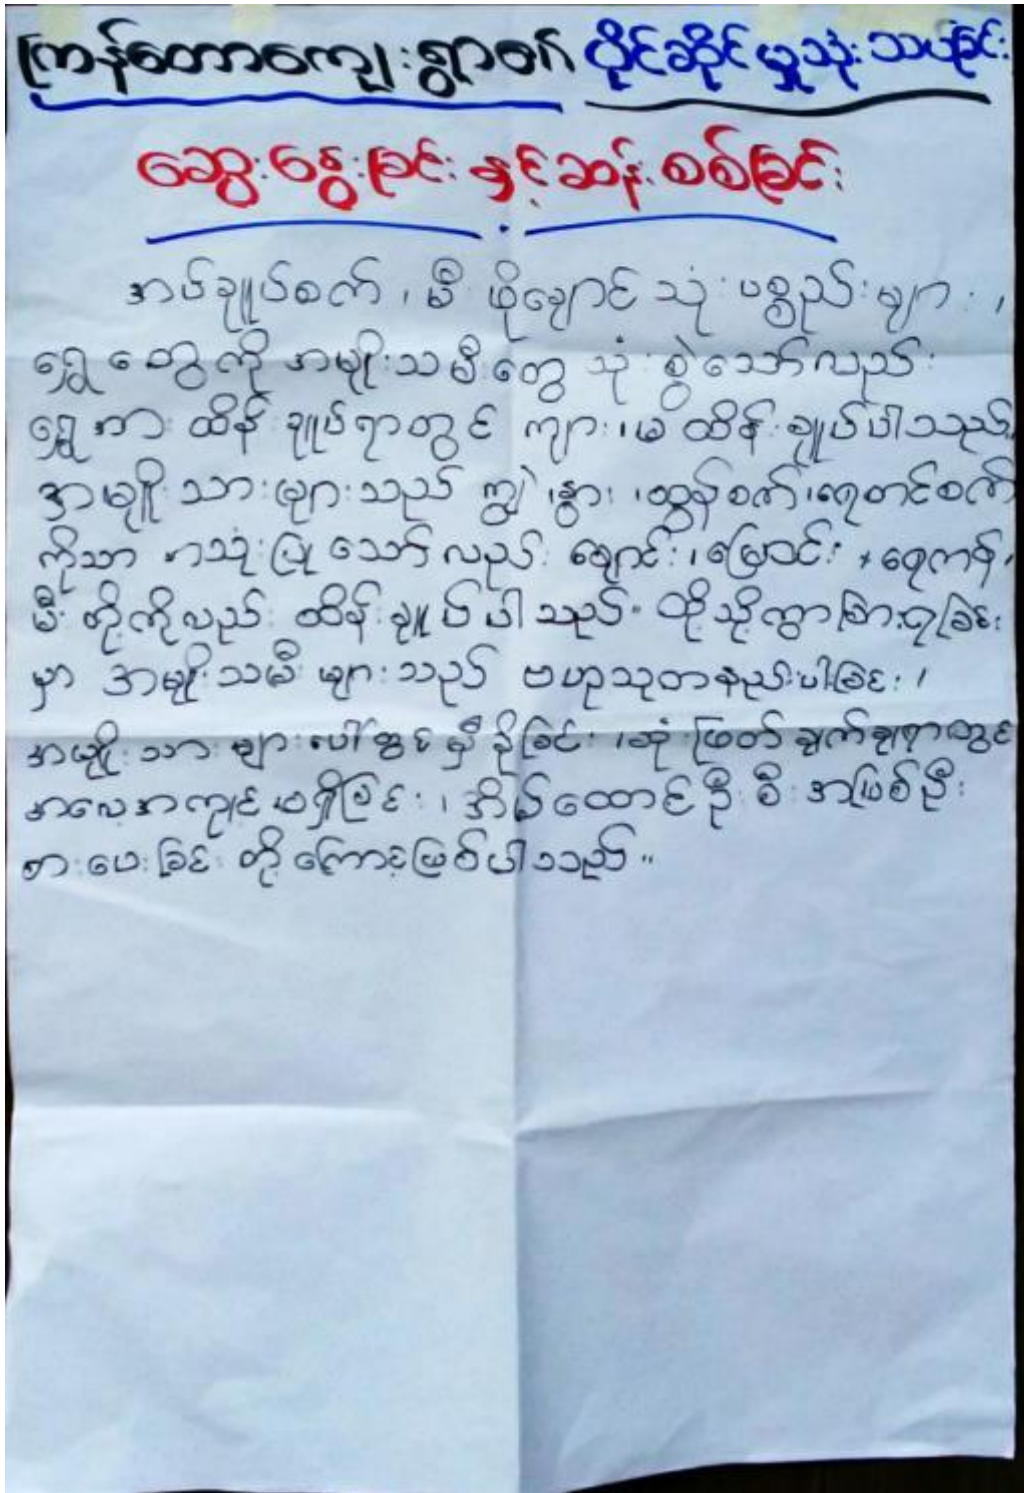 ကြန်တောကျေးရွာ၏ ပိုင်ဆိုင်မှုသုံးသပ်ခြင်း
ဆွေးနွေးခြင်းနှင့်ဆန်းစစ်ခြင်း
အပ်ချုပ်စက်၊ မီးဖိုချောင်သုံးပစ္စည်းများ၊
ရွှေတွေကို အမျိုးသမီးတွေ သုံးစွဲသော်လည်း
ရွှေအား ထိန်းချုပ်ရာတွင် ကျား၊မ ထိန်းချုပ်ပါသည်
အမျိုးသားများသည် ကျွဲ၊နွား၊ထွန်စက်၊ရေတင်စက်
ကိုသာ အသုံးပြုသော်လည်း ချောင်း၊မြောင်း၊ရေကန်၊
မီးတို့ကိုလည်း ထိန်းချုပ်ပါသည်။ ထိုသို့ကွာခြားရခြင်း
မှာ အမျိုးသမီးများသည် ဗဟုသုတနည်းပါးခြင်း၊
အမျိုးသားများပေါ်တွင်မှီခိုခြင်း၊ဆုံးဖြတ်ချက်ချရာတွင်
အလေ့အကျင့်မရှိခြင်း၊ အိမ်ထောင်ဦးစီးအဖြစ်ဦး
စားပေးခြင်းတို့ကြောင့်ဖြစ်ပါသည်။